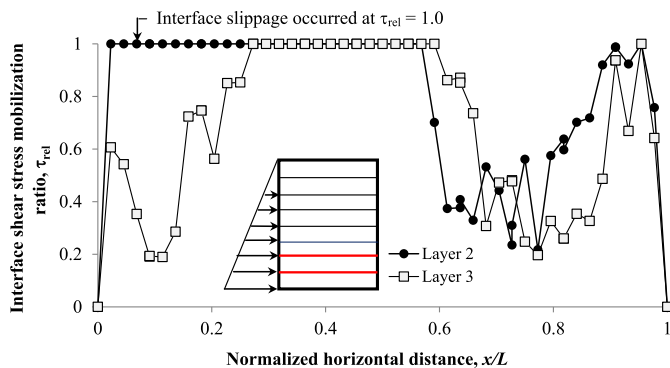 Interface slippage occurred at τrel = 1.0
Interface shear stress mobilization
ratio, τrel
1
0.8
0.6
0.4
0.2
0
Layer 2
Layer 3
0
0.2
0.4
0.6
0.8
1
Normalized horizontal distance, x/L